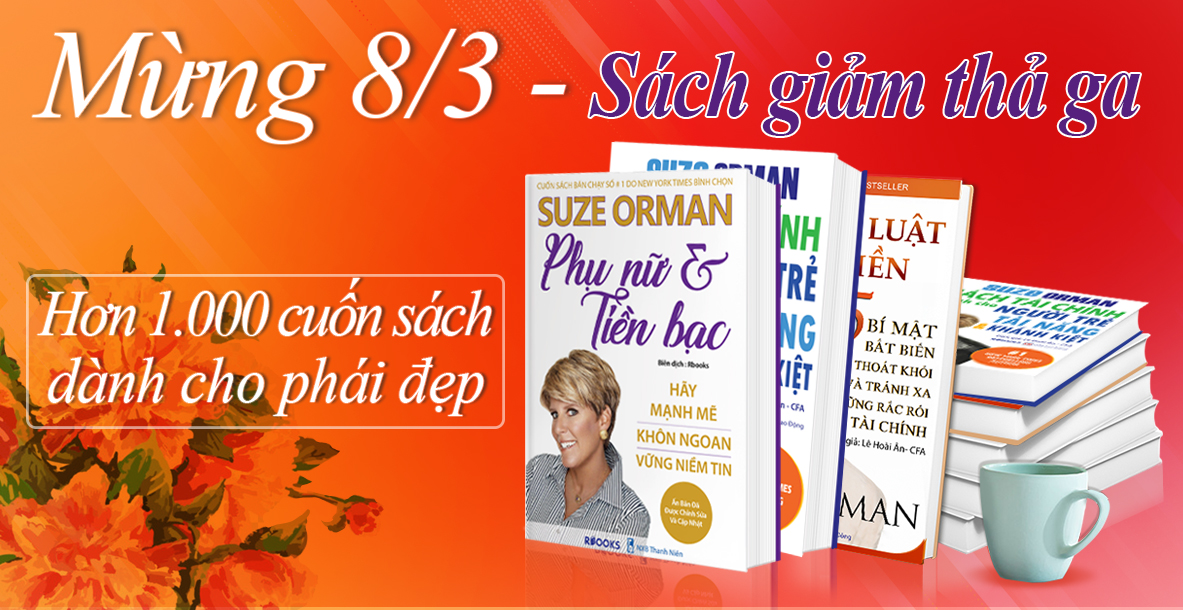 Mừng 8/3 - Sách giảm thả ga
Hơn 1.000 cuốn sách
dành cho phái đẹp
CUỐN SÁCH BÁN CHẠY SỐ # 1 DO NEW YORK TIMES BÌNH CHỌN
SUZE ORMAN
Phụ nữ &
Tiền bạc
Biên dịch : Rbooks
HÃY
MẠNH MẼ
KHÔN NGOAN
VỮNG NIỀM TIN
Ấn Bản Đã
Được Chỉnh Sửa
Và Cập Nhật
RBOOKS
NXB Thanh Niên
SUZE ORMAN
NH
TRẺ
NG
KIỆT
- CFA
TSELLER
LUẬT
IỀN
5
BÍ MẬT
BẤT BIẾN
THOÁT KHỎI
VÀ TRÁNH XA
ỮNG RẮC RỐI
TÀI CHÍNH
giả: Lê Hoài Ân- CFA
MAN
SUZE ORMAN
SÁCH TÀI CHÍNH
NGƯỜI TRẺ
TÀI NĂNG
& KHÁNH KIỆT